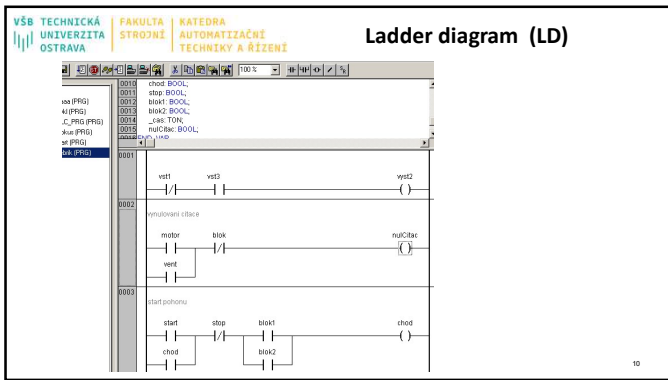 VŠB TECHNICKÁ
UNIVERZITA
OSTRAVA
FAKULTA
STROJNÍ
KATEDRA
AUTOMATIZAČNÍ
TECHNIKY A ŘÍZENÍ
Ladder diagram (LD)
100 %
(PRG)
(PRG)
LC_PRG (PRG)
(PRG)
(PRG)
(PRG)
0010 chod: BOOL;
0011 stop: BOOL;
0012 blok1: BOOL;
0013 blok2: BOOL;
0014 _cas: TON;
0015 nulCitac: BOOL;
0016 END_VAR
0001
vst1 vst3 vyst2
0002
vynulovani citace
motor blok nulCitac
vent
0003
start pohonu
start stop blok1 chod
chod blok2
10